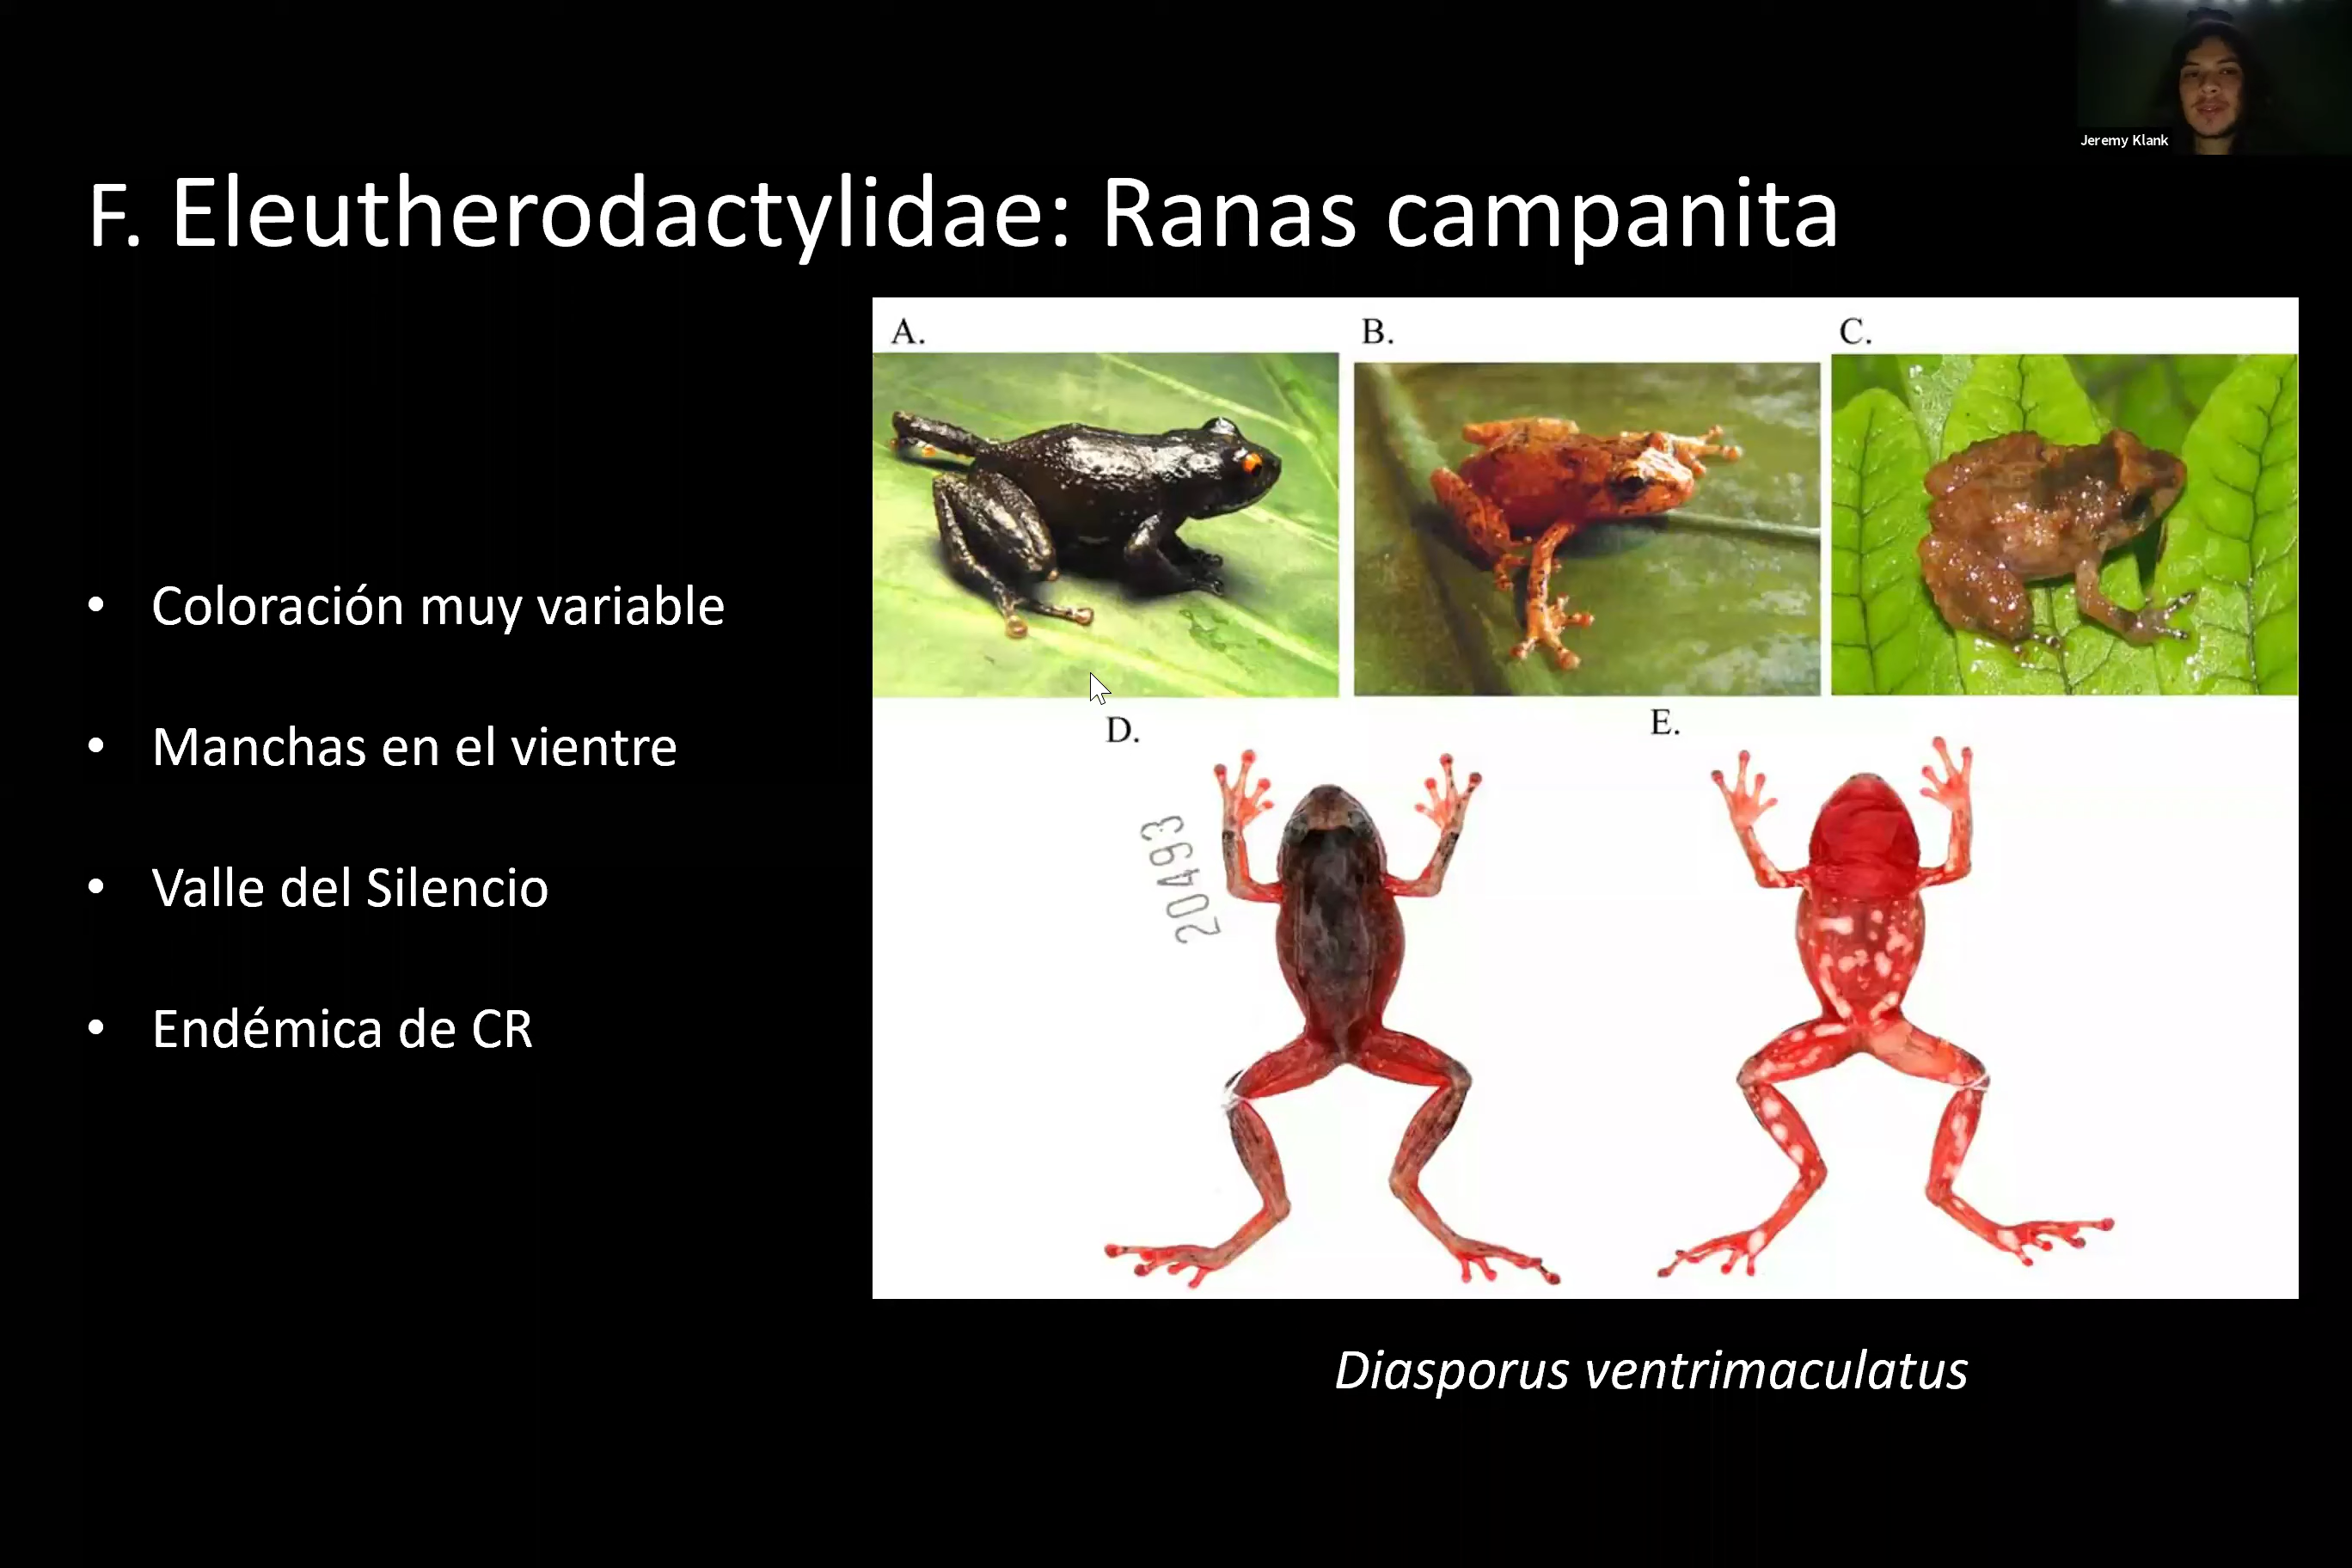 Jeremy Klank
F. Eleutherodactylidae: Ranas campanita
• Coloración muy variable
• Manchas en el vientre
• Valle del Silencio
• Endémica de CR
A.
B.
C.
D.
E.
20493
Diasporus ventrimaculatus